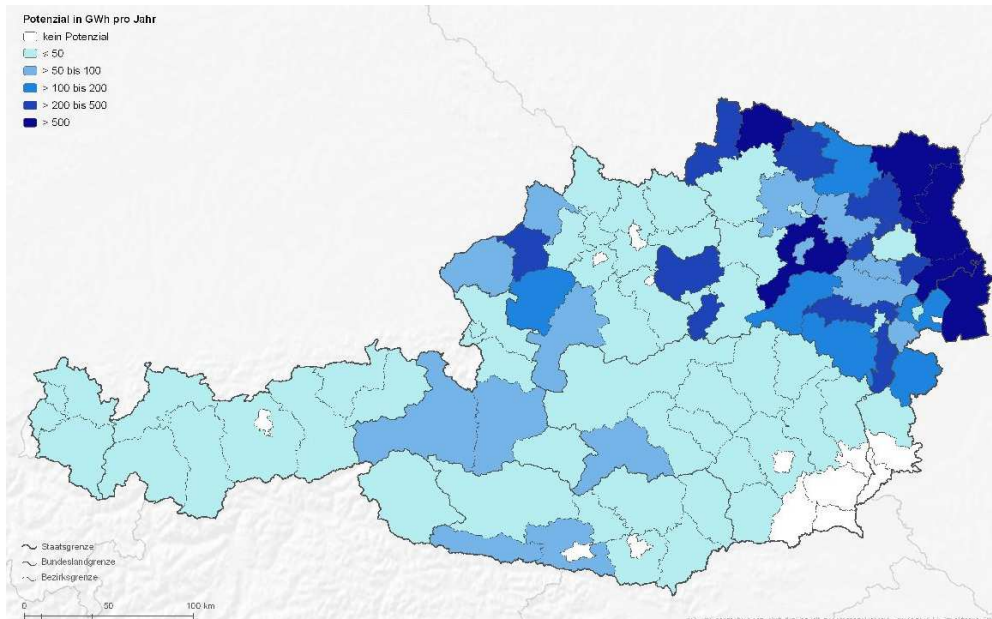 Potenzial in GWh pro Jahr
kein Potenzial
≤ 50
> 50 bis 100
> 100 bis 200
> 200 bis 500
> 500
Staatsgrenze
Bundeslandgrenze
Bezirksgrenze
0 50 100 km